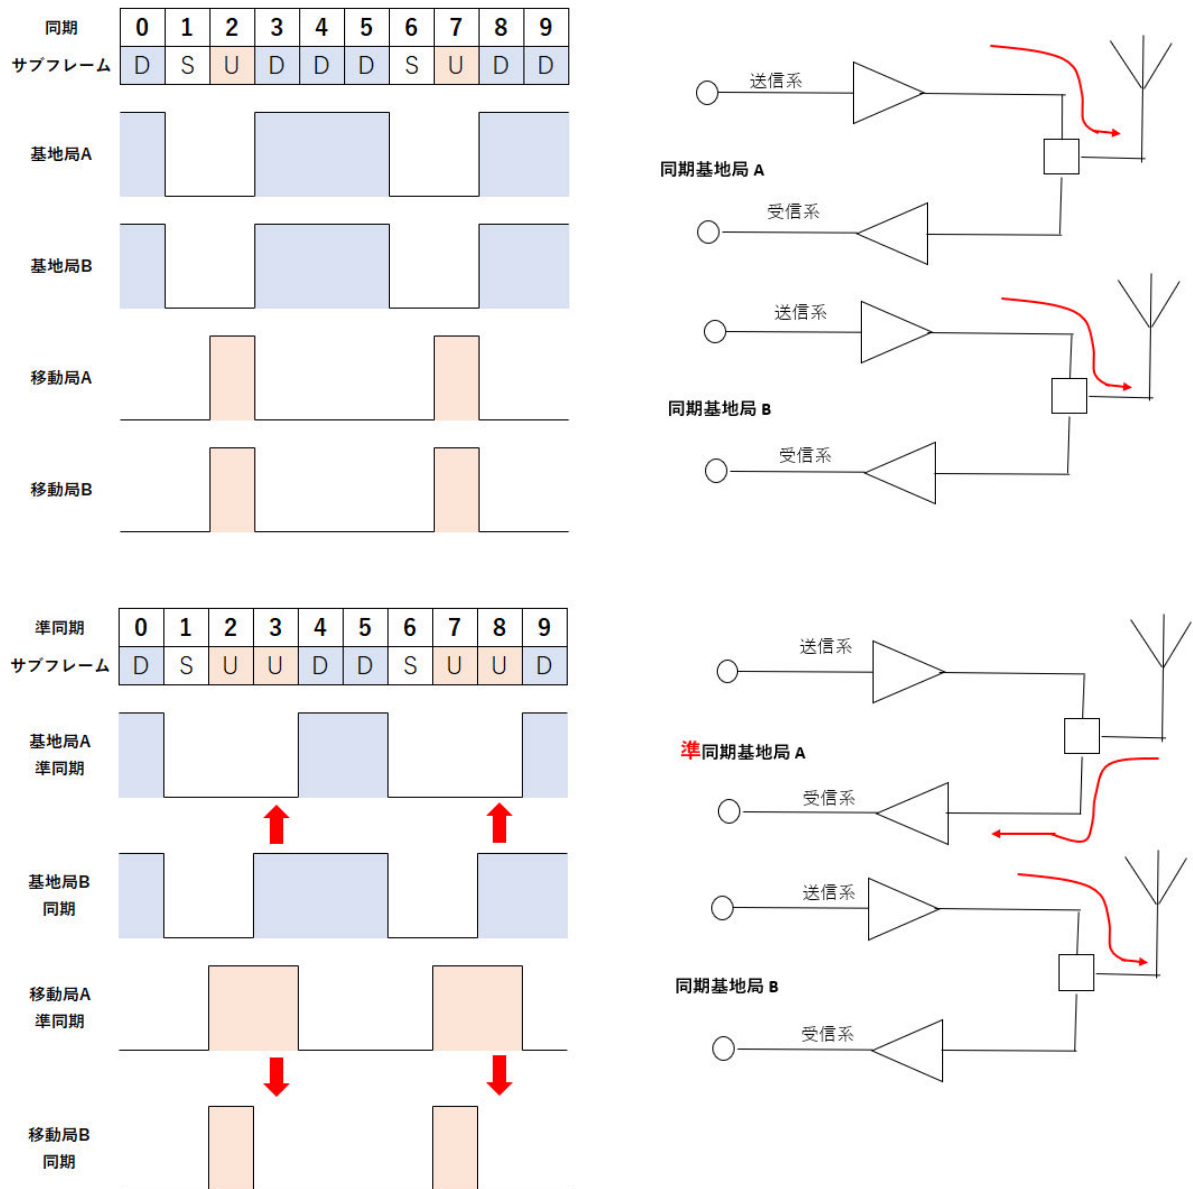 同期 0 1 2 3 4 5 6 7 8 9
サブフレーム D S U D D D S U D D
基地局A
基地局B
移動局A
移動局B
送信系
同期基地局 A
受信系
送信系
同期基地局 B
受信系
準同期 0 1 2 3 4 5 6 7 8 9
サブフレーム D S U U D D S U U D
基地局A
準同期
基地局B
同期
移動局A
準同期
移動局B
同期
送信系
準同期基地局 A
受信系
送信系
同期基地局 B
受信系